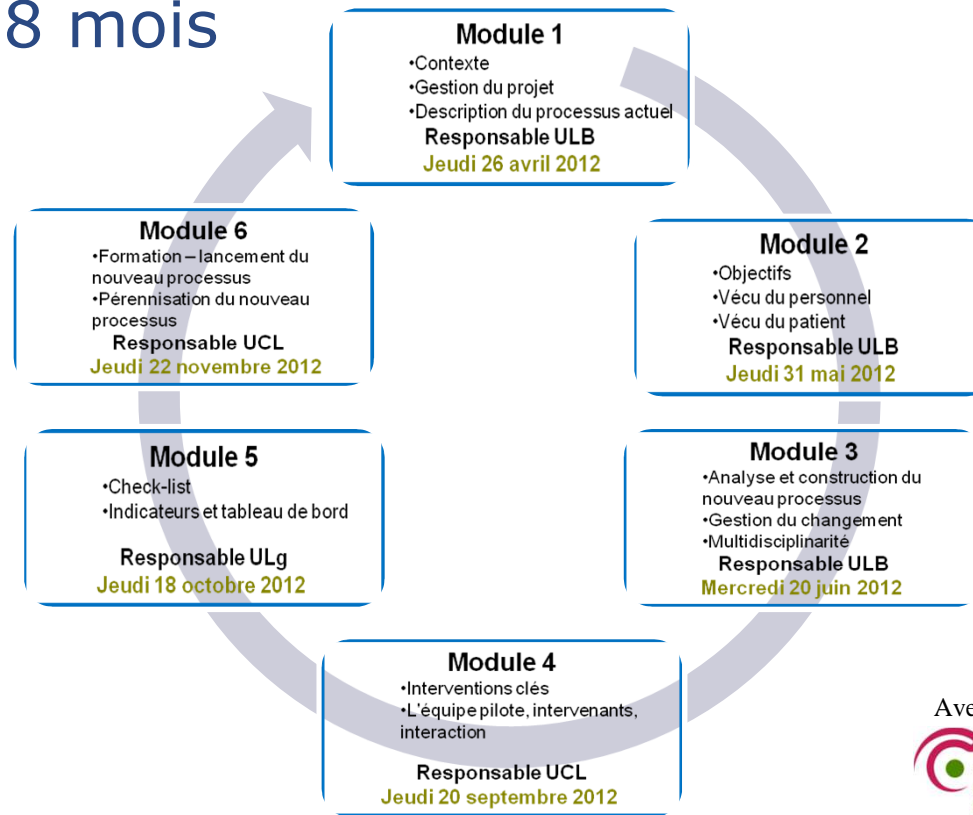 8 mois
Module 1
•Contexte
•Gestion du projet
•Description du processus actuel
Responsable ULB
Jeudi 26 avril 2012
Module 2
•Objectifs
•Vécu du personnel
•Vécu du patient
Responsable ULB
Jeudi 31 mai 2012
Module 3
•Analyse et construction du
nouveau processus
•Gestion du changement
•Multidisciplinarité
Responsable ULB
Mercredi 20 juin 2012
Module 4
•Interventions clés
•L'équipe pilote, intervenants,
interaction
Responsable UCL
Jeudi 20 septembre 2012
Module 5
•Check-list
•Indicateurs et tableau de bord
Responsable ULg
Jeudi 18 octobre 2012
Module 6
•Formation – lancement du
nouveau processus
•Pérennisation du nouveau
processus
Responsable UCL
Jeudi 22 novembre 2012
Ave